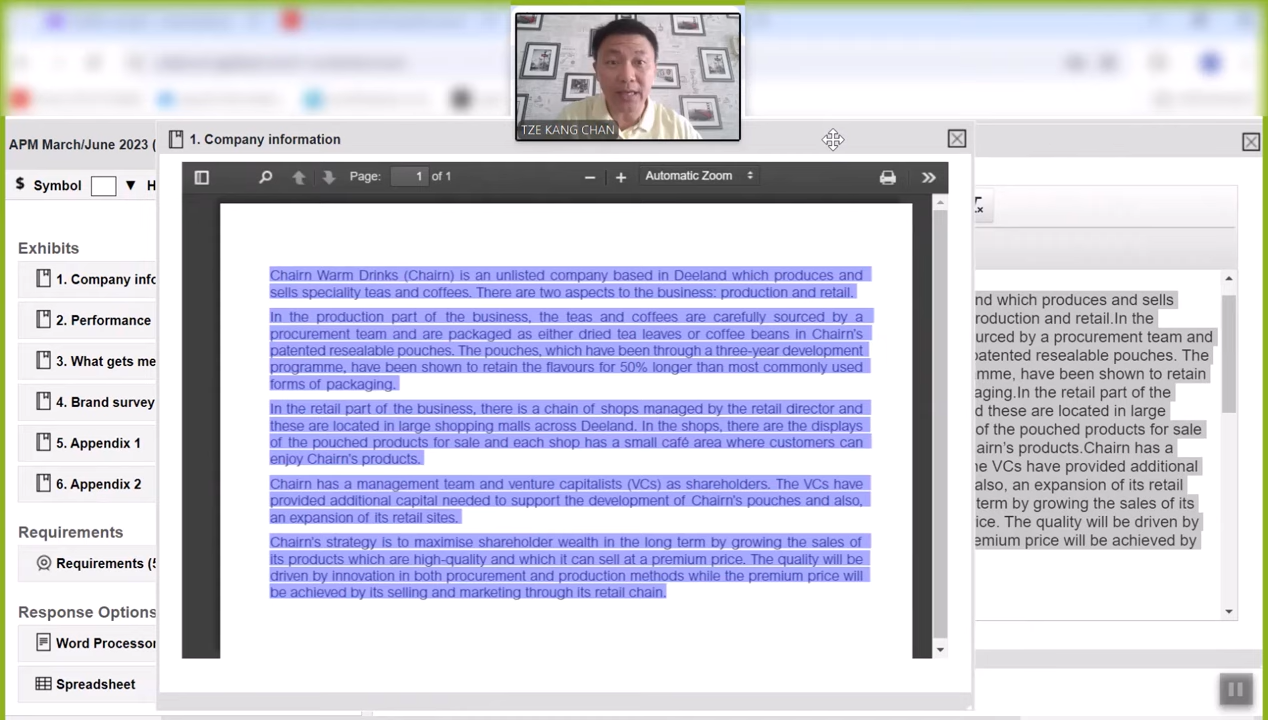 TZE KANG CHAN
APM March/June 2023 (
1. Company information
$ Symbol
H
Page: 1 of 1
Automatic Zoom
Exhibits
1. Company info
2. Performance
3. What gets me
4. Brand survey
5. Appendix 1
6. Appendix 2
Requirements
Requirements (5
Response Options
Word Processo
Spreadsheet
Chairn Warm Drinks (Chairn) is an unlisted company based in Deeland which produces and
sells speciality teas and coffees. There are two aspects to the business: production and retail.
In the production part of the business, the teas and coffees are carefully sourced by a
procurement team and are packaged as either dried tea leaves or coffee beans in Chairn's
patented resealable pouches. The pouches, which have been through a three-year development
programme, have been shown to retain the flavours for 50% longer than most commonly used
forms of packaging.
In the retail part of the business, there is a chain of shops managed by the retail director and
these are located in large shopping malls across Deeland. In the shops, there are the displays
of the pouched products for sale and each shop has a small café area where customers can
enjoy Chairn's products.
Chairn has a management team and venture capitalists (VCs) as shareholders. The VCs have
provided additional capital needed to support the development of Chairn's pouches and also,
an expansion of its retail sites.
Chairn's strategy is to maximise shareholder wealth in the long term by growing the sales of
its products which are high-quality and which it can sell at a premium price. The quality will be
driven by innovation in both procurement and production methods while the premium price will
be achieved by its selling and marketing through its retail chain.
nd which produces and sells
roduction and retail.In the
ourced by a procurement team and
patented resealable pouches. The
mme, have been shown to retain
aging.In the retail part of the
d these are located in large
of the pouched products for sale
airn's products.Chairn has a
e VCs have provided additional
also, an expansion of its retail
term by growing the sales of its
ice. The quality will be driven by
emium price will be achieved by